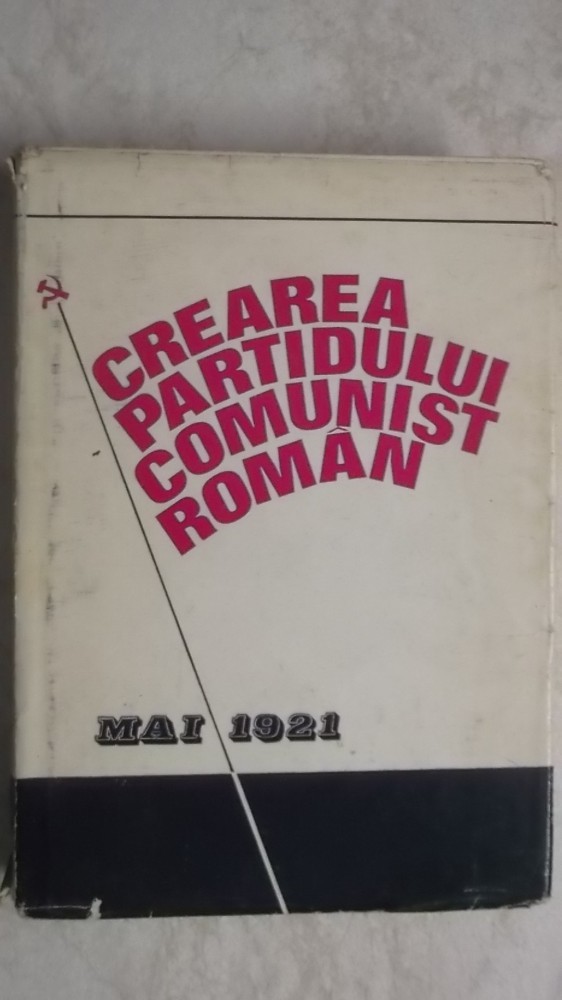 CREAREA
PARTIDULUI
COMUNIST
ROMÂN
MAI 1921